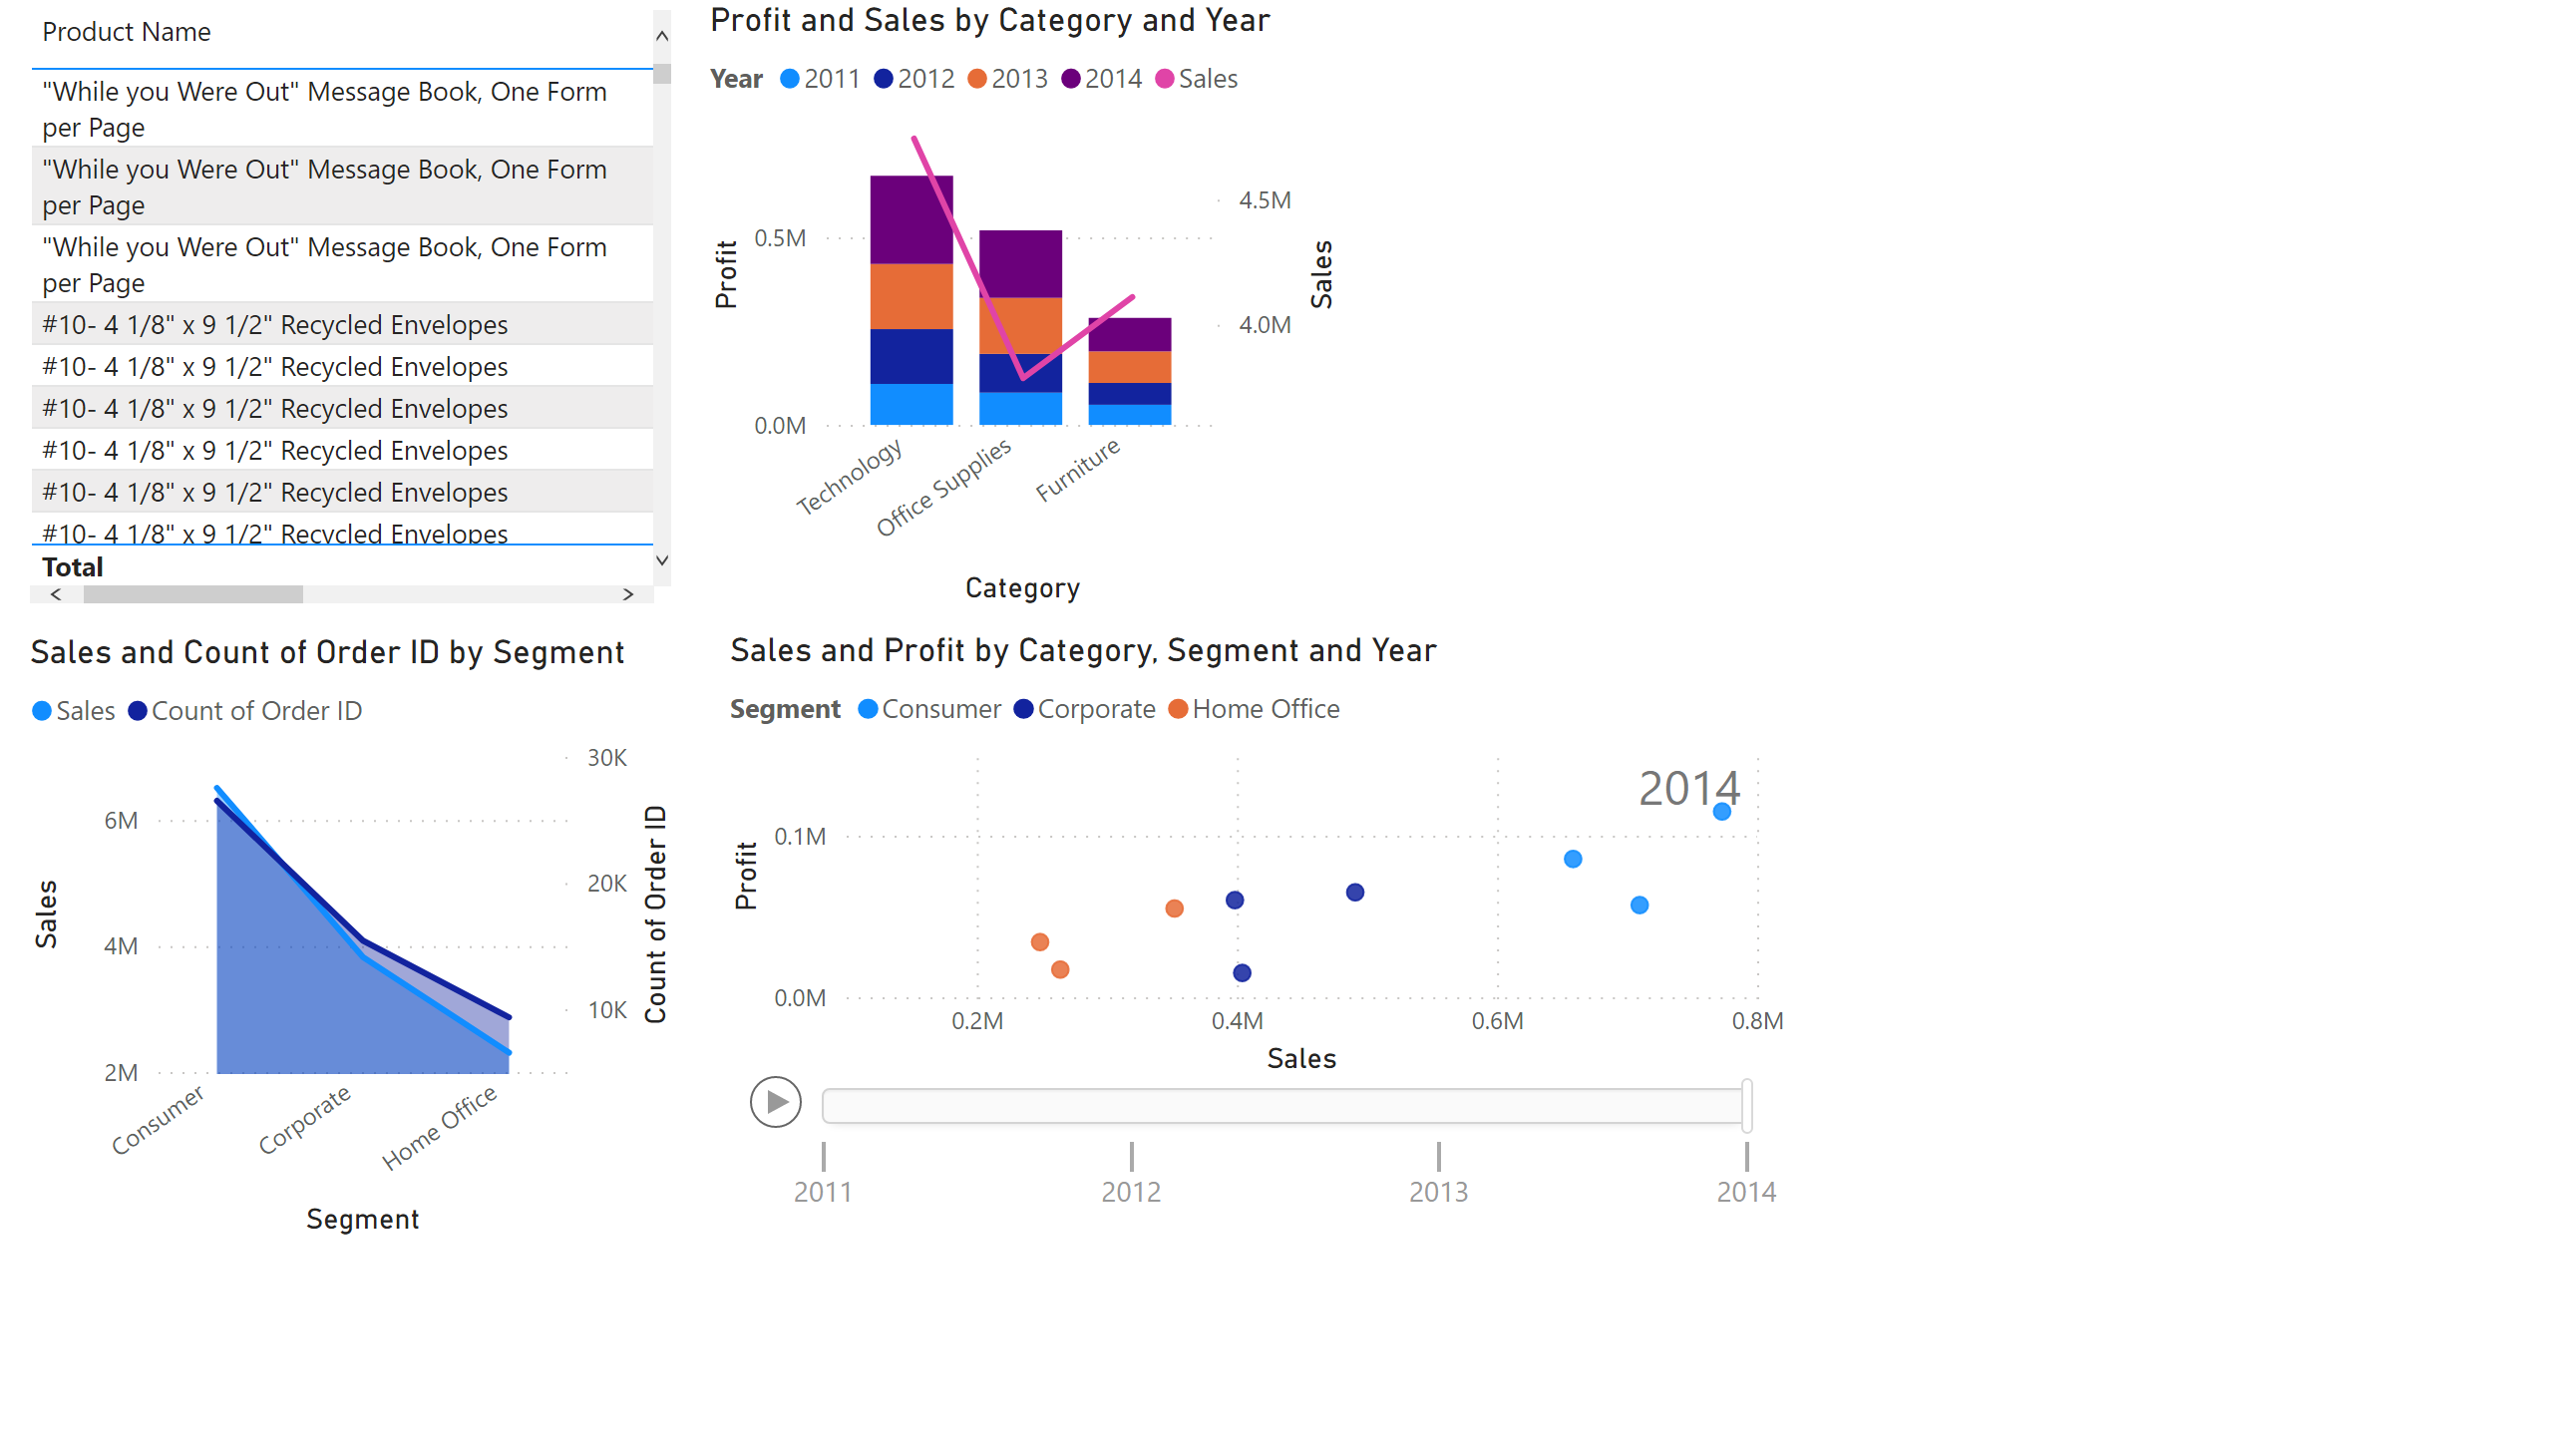 Product Name
"While you Were Out" Message Book, One Form
per Page
"While you Were Out" Message Book, One Form
per Page
"While you Were Out" Message Book, One Form
per Page
#10- 4 1/8" x 9 1/2" Recycled Envelopes
#10- 4 1/8" x 9 1/2" Recycled Envelopes
#10- 4 1/8" x 9 1/2" Recycled Envelopes
#10- 4 1/8" x 9 1/2" Recycled Envelopes
#10- 4 1/8" x 9 1/2" Recycled Envelopes
#10- 4 1/8" x 9 1/2" Recycled Envelopes
Total
Profit and Sales by Category and Year
Year 2011 2012 2013 2014 Sales
Profit
0.5M
0.0M
4.5M
4.0M
Sales
Technology
Office Supplies
Furniture
Category
Sales and Count of Order ID by Segment
Sales Count of Order ID
Sales
6M
4M
2M
30K
20K
10K
Count of Order ID
Consumer
Corporate
Home Office
Segment
Sales and Profit by Category, Segment and Year
Segment Consumer Corporate Home Office
2014
Profit
0.1M
0.0M
0.2M 0.4M 0.6M 0.8M
Sales
2011 2012 2013 2014